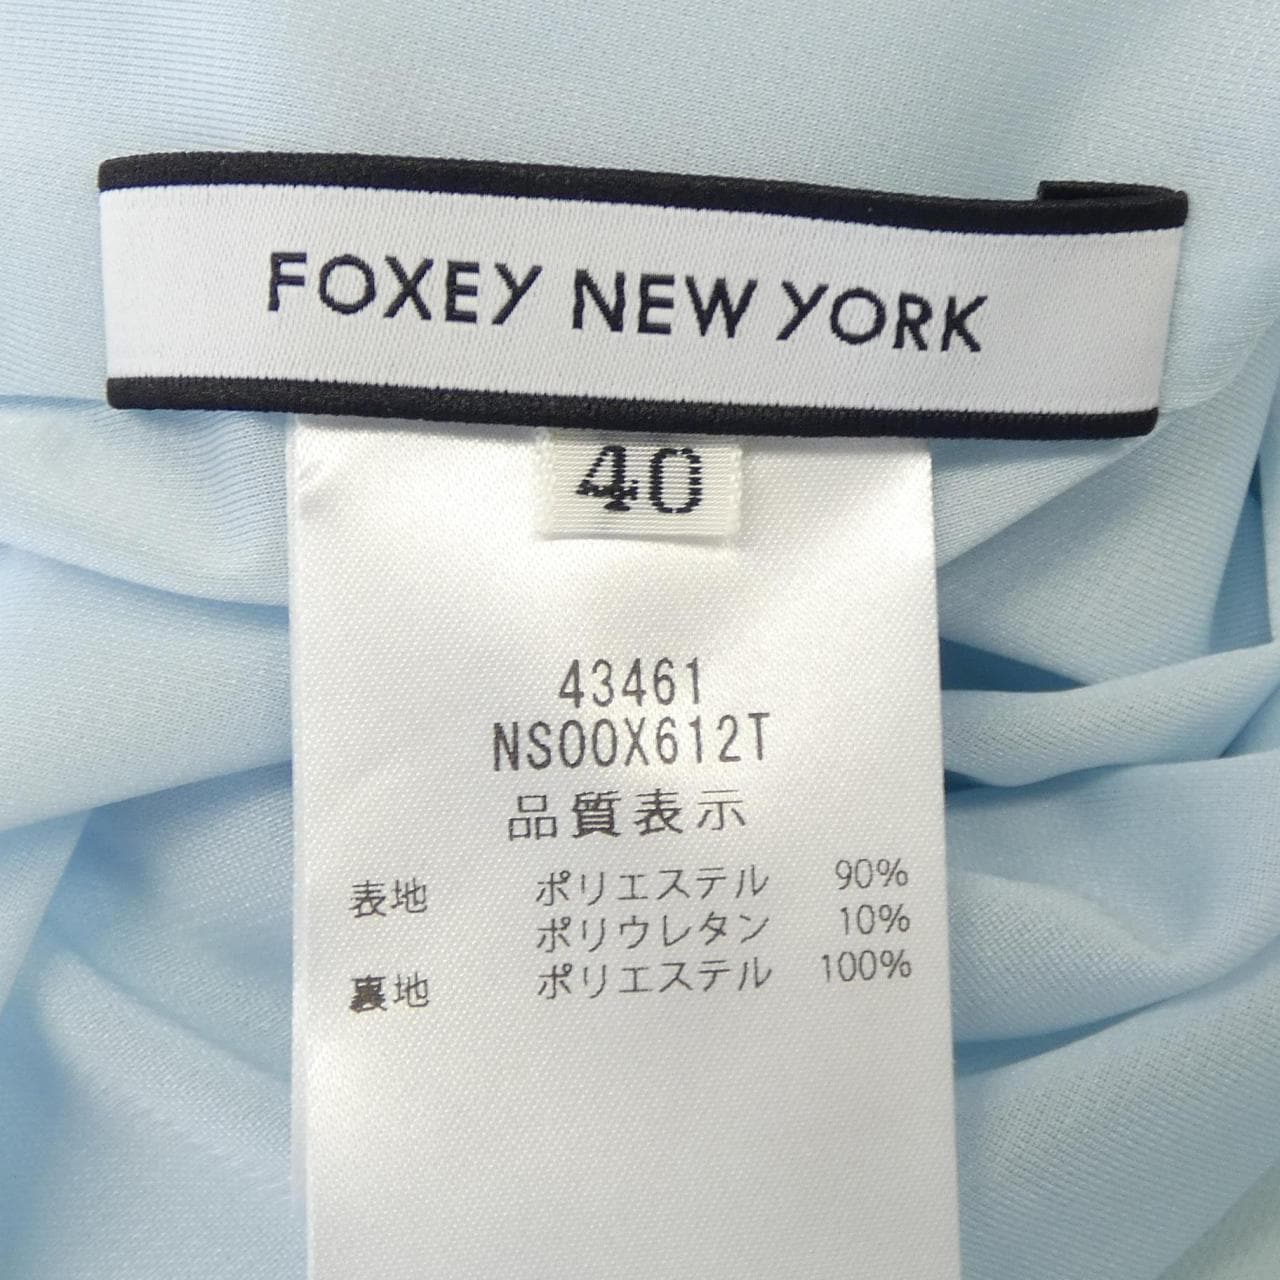 FOXEY NEW YORK
40
43461
NS00X612T
品質表示
表地 ポリエステル 90%
ポリウレタン 10%
裏地 ポリエステル 100%